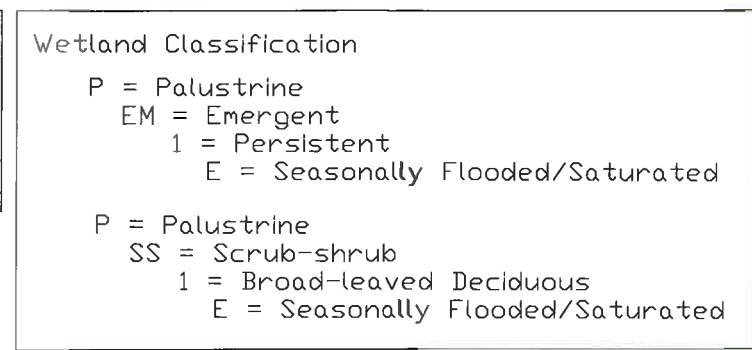 Wetland Classification
P = Palustrine
EM = Emergent
1 = Persistent
E = Seasonally Flooded/Saturated
P = Palustrine
SS = Scrub-shrub
1 = Broad-leaved Deciduous
E = Seasonally Flooded/Saturated